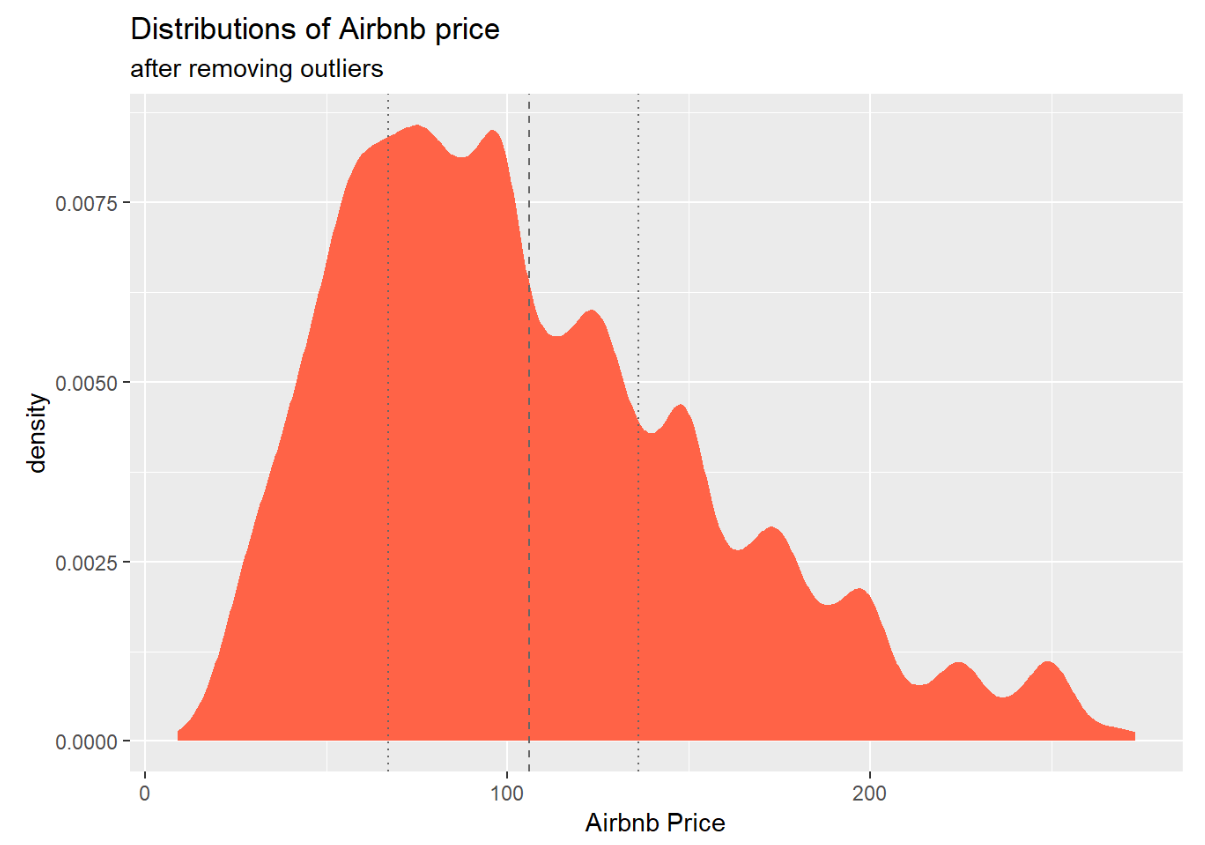 Distributions of Airbnb price
after removing outliers
0.0075
0.0050
0.0025
0.0000
density
0 100 200
Airbnb Price